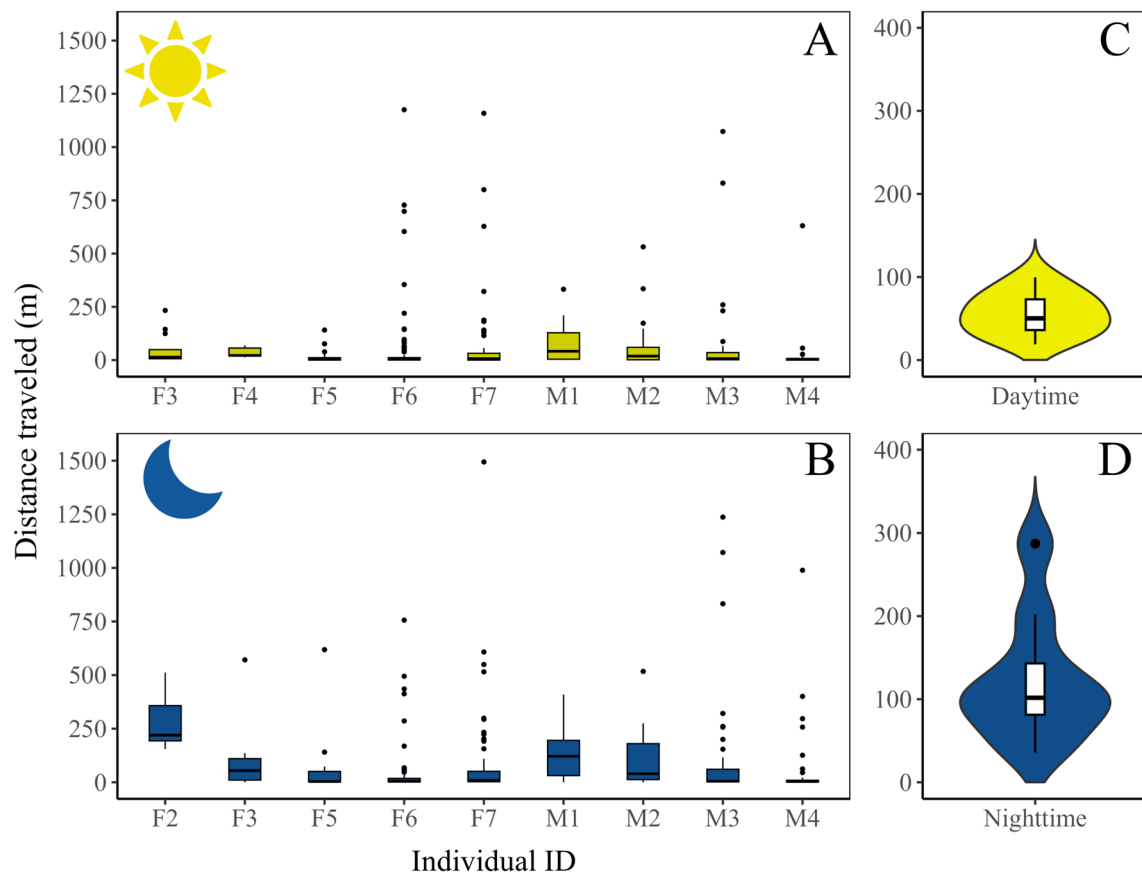 Distance traveled (m)
A
1500
1250
1000
750
500
250
0
F3 F4 F5 F6 F7 M1 M2 M3 M4
C
400
300
200
100
0
Daytime
B
1500
1250
1000
750
500
250
0
F2 F3 F5 F6 F7 M1 M2 M3 M4
D
400
300
200
100
0
Nighttime
Individual ID